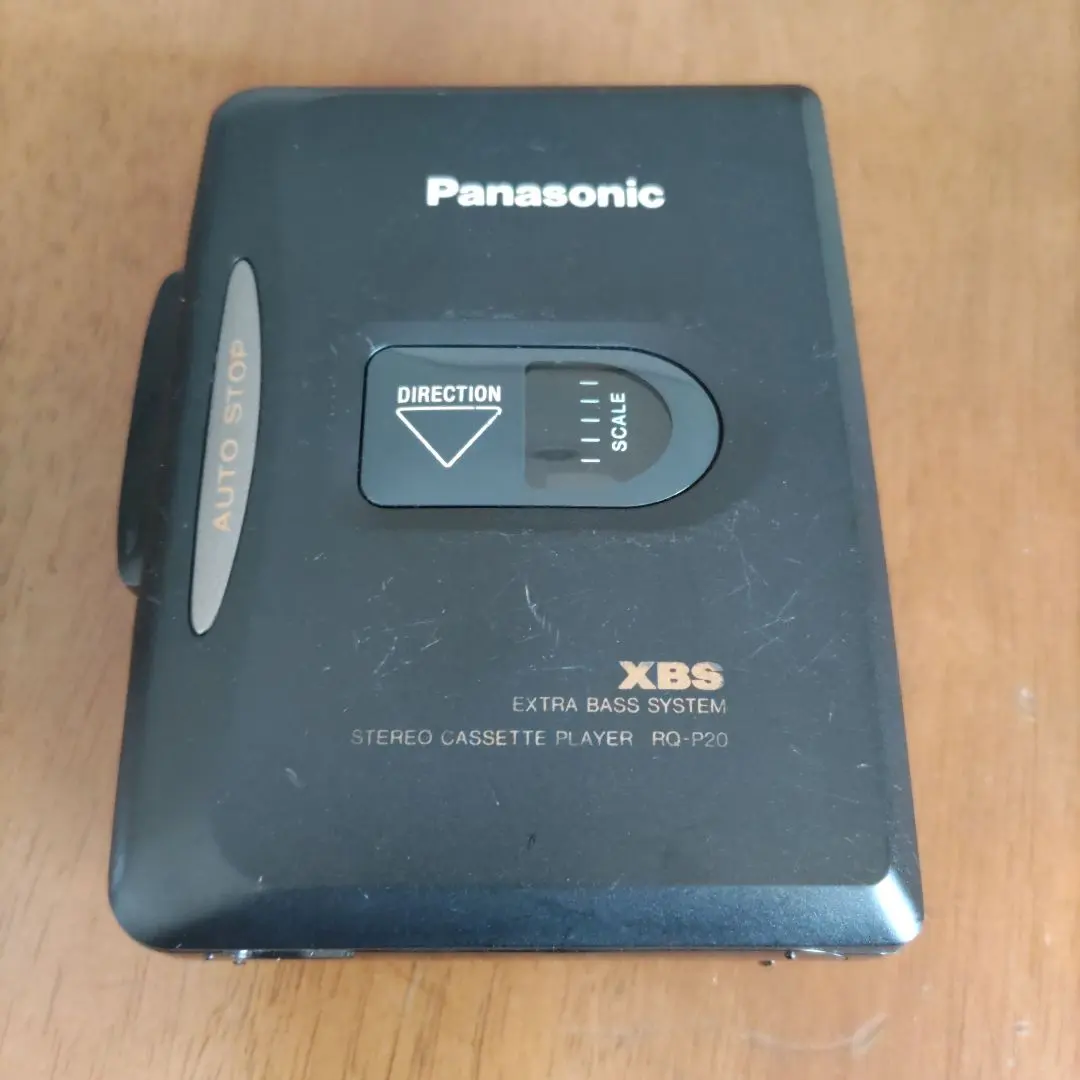 Panasonic
AUTO STOP
DIRECTION
SCALE
XBS
EXTRA BASS SYSTEM
STEREO CASSETTE PLAYER RQ-P20